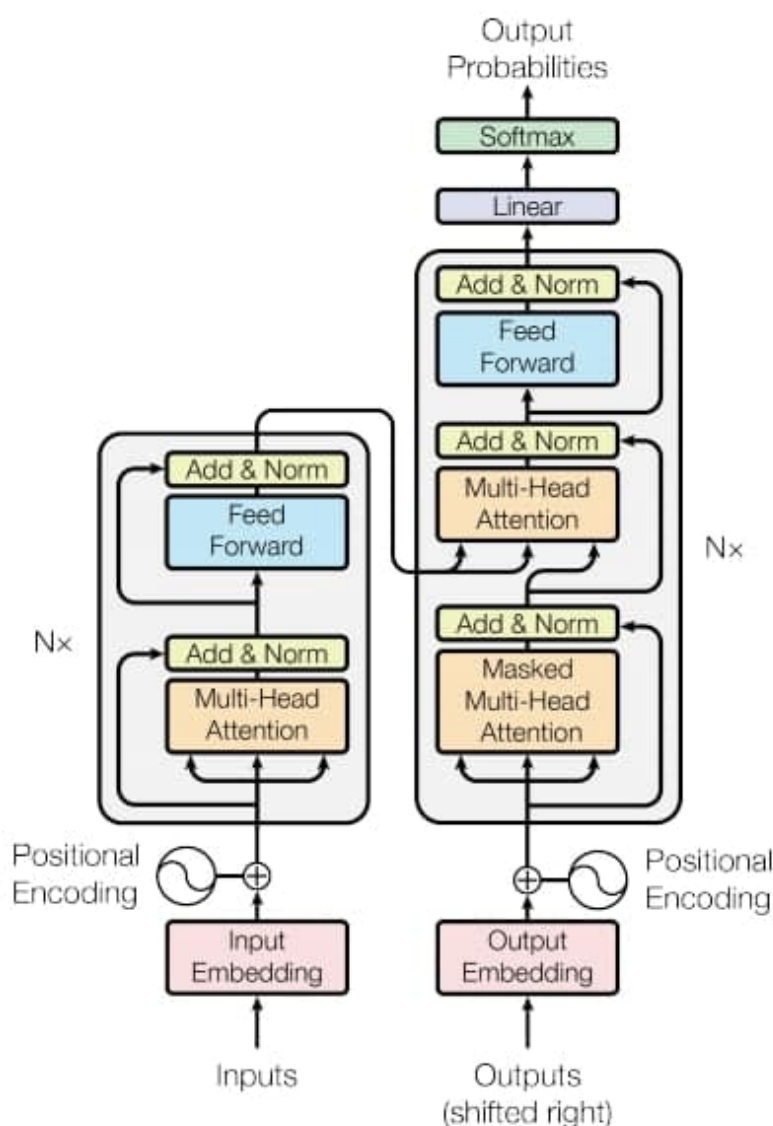 Output
Probabilities
Softmax
Linear
Add & Norm
Feed
Forward
Add & Norm
Multi-Head
Attention
Add & Norm
Masked
Multi-Head
Attention
N×
Add & Norm
Feed
Forward
Add & Norm
Multi-Head
Attention
N×
Positional
Encoding
Positional
Encoding
Input
Embedding
Output
Embedding
Inputs
Outputs
(shifted right)